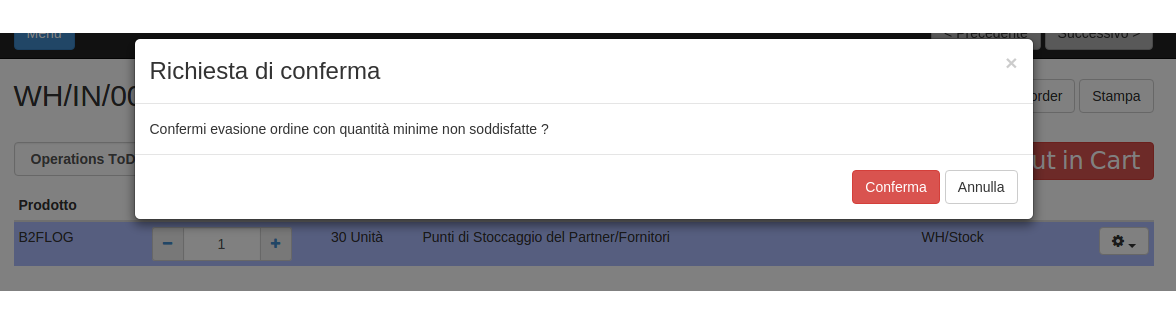 Menu
< Precedente
Successivo >
Richiesta di conferma
×
WH/IN/00
order
Stampa
Confermi evasione ordine con quantità minime non soddisfatte ?
Operations ToD
ut in Cart
Conferma
Annulla
Prodotto
B2FLOG
1
30 Unità
Punti di Stoccaggio del Partner/Fornitori
WH/Stock